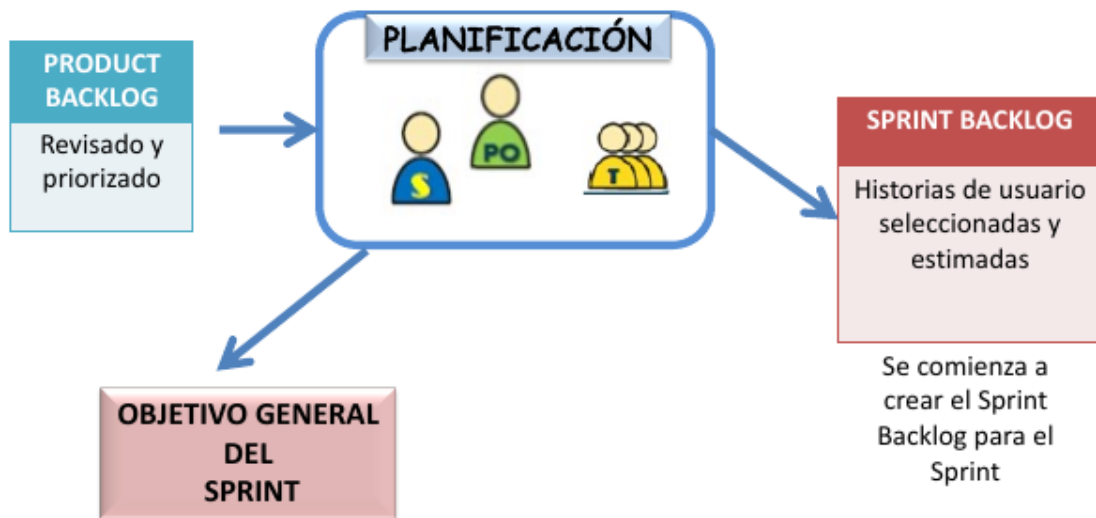 PLANIFICACIÓN
PRODUCT
BACKLOG
Revisado y
priorizado
S
PO
T
SPRINT BACKLOG
Historias de usuario
seleccionadas y
estimadas
Se comienza a
crear el Sprint
Backlog para el
Sprint
OBJETIVO GENERAL
DEL
SPRINT